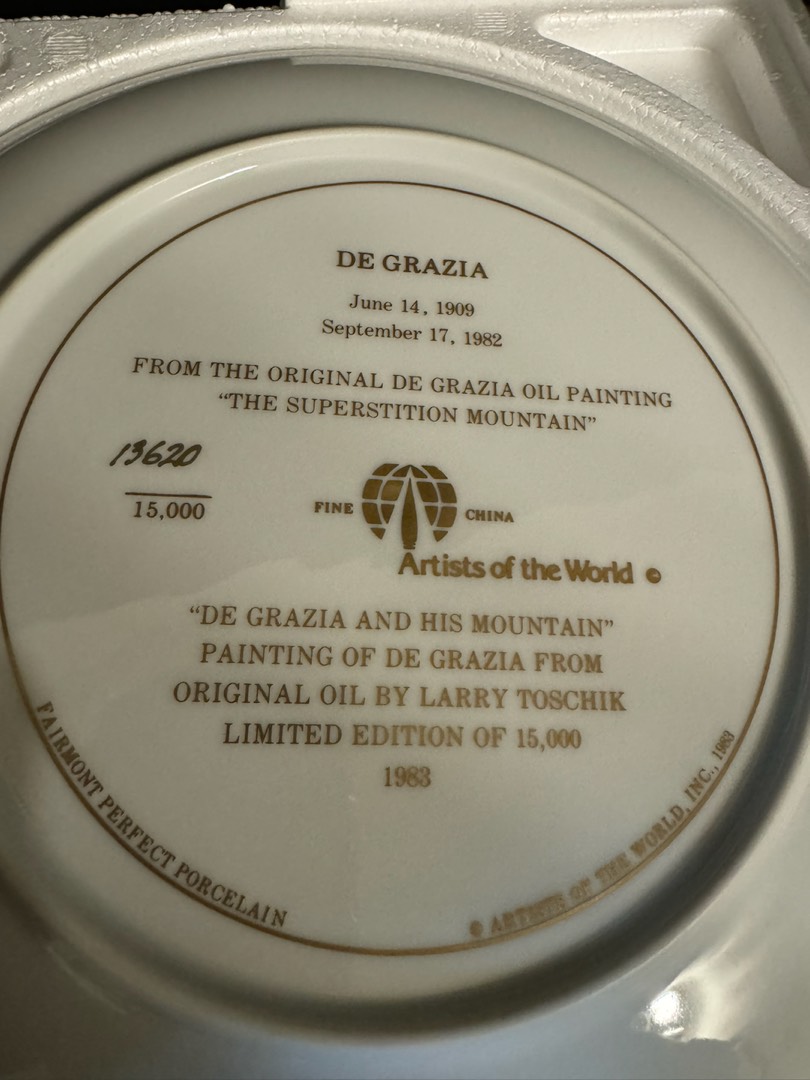 DE GRAZIA
June 14, 1909
September 17, 1982
FROM THE ORIGINAL DE GRAZIA OIL PAINTING
“THE SUPERSTITION MOUNTAIN”
13620
15,000
FINE CHINA
Artists of the World ©
“DE GRAZIA AND HIS MOUNTAIN”
PAINTING OF DE GRAZIA FROM
ORIGINAL OIL BY LARRY TOSCHIK
LIMITED EDITION OF 15,000
1983
FAIRMONT PERFECT PORCELAIN
© ARTISTS OF THE WORLD, INC., 1983